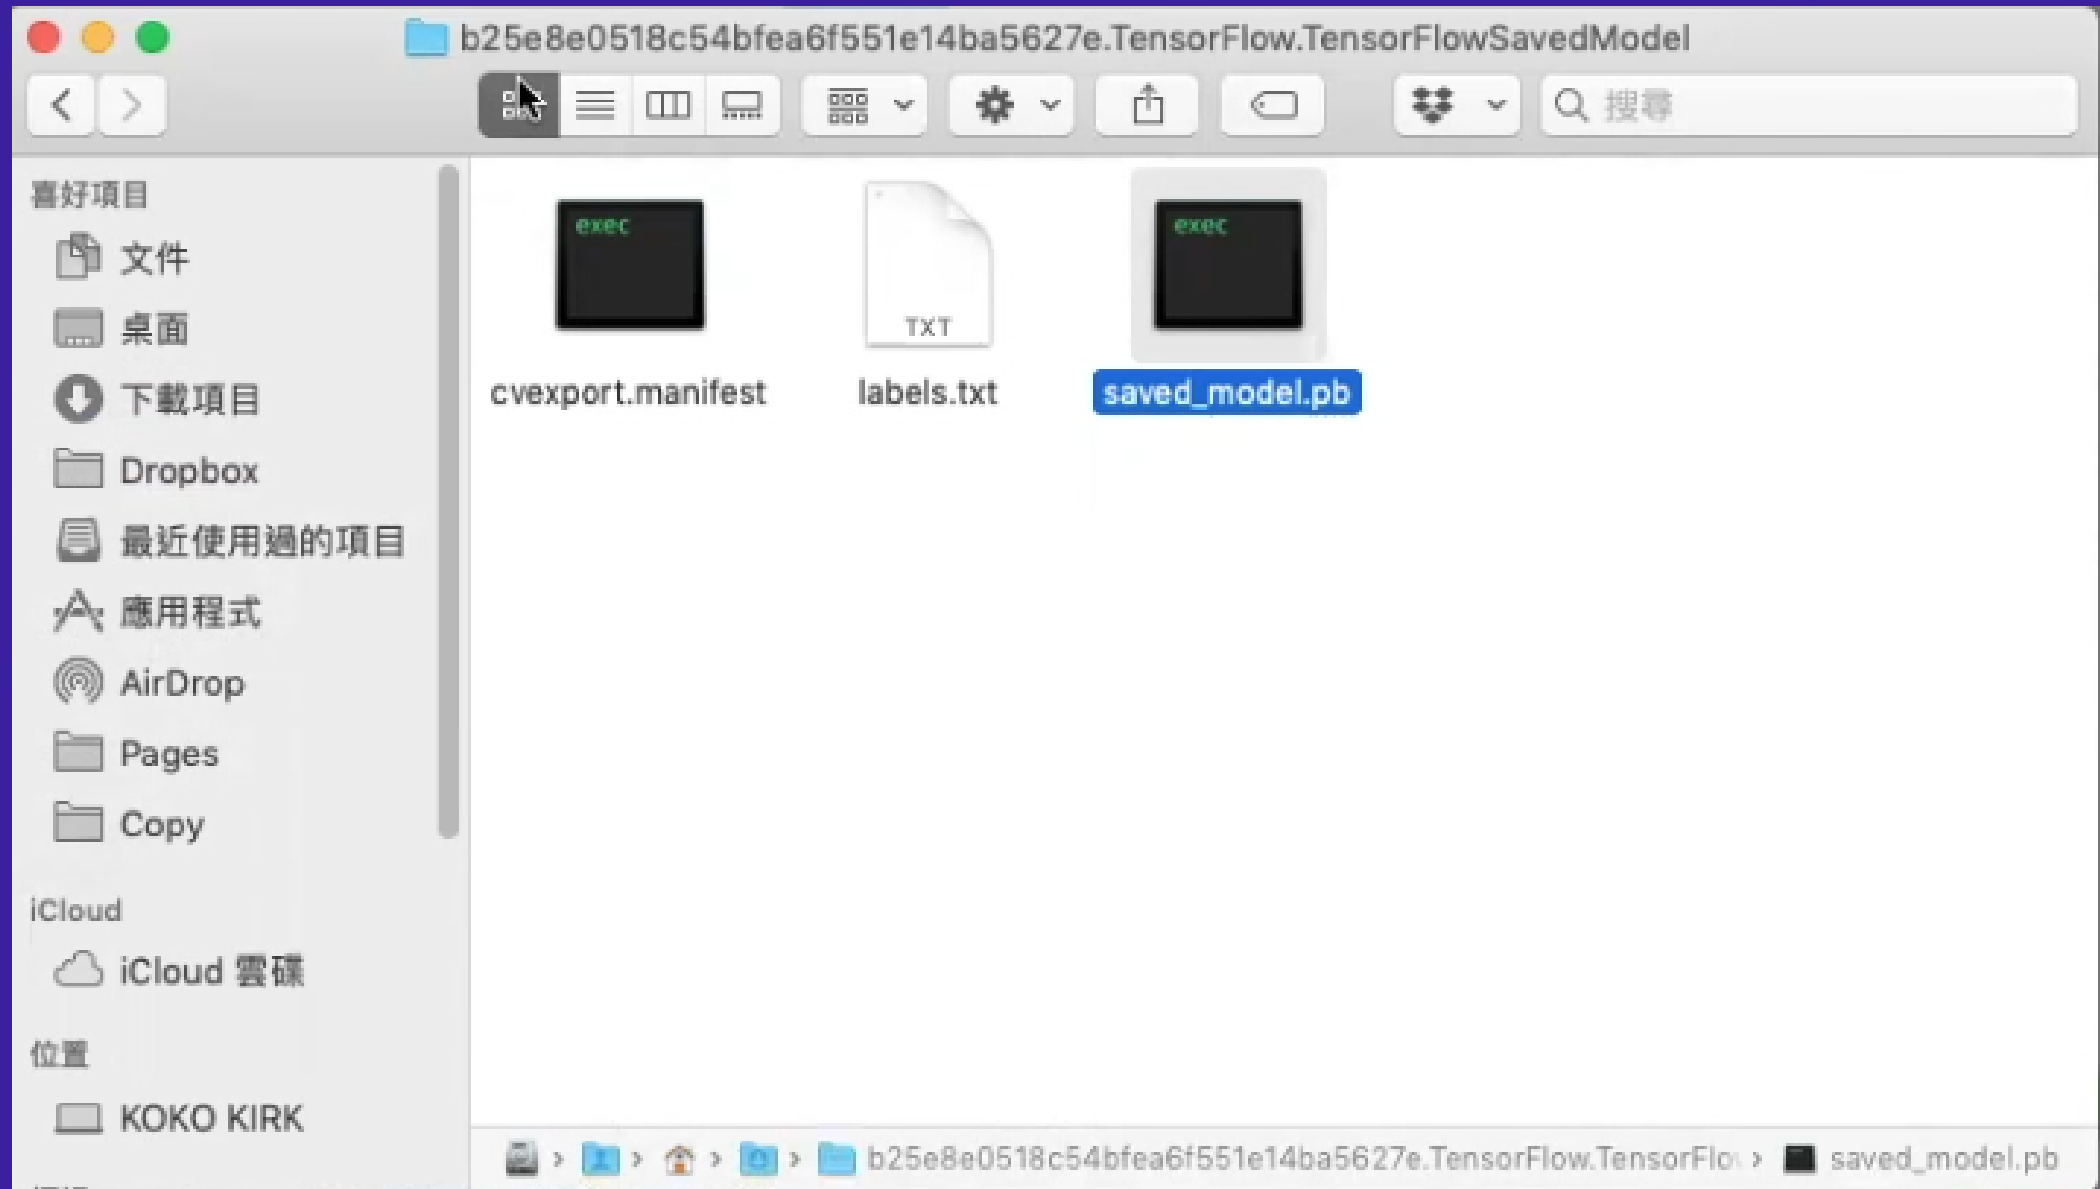 b25e8e0518c54bfea6f551e14ba5627e.TensorFlow.TensorFlowSavedModel
搜尋
喜好項目
文件
桌面
下載項目
Dropbox
最近使用過的項目
應用程式
AirDrop
Pages
Copy
iCloud
iCloud 雲碟
位置
KOKO KIRK
exec
TXT
exec
cvexport.manifest
labels.txt
saved_model.pb
b25e8e0518c54bfea6f551e14ba5627e.TensorFlow.TensorFlo
saved_model.pb